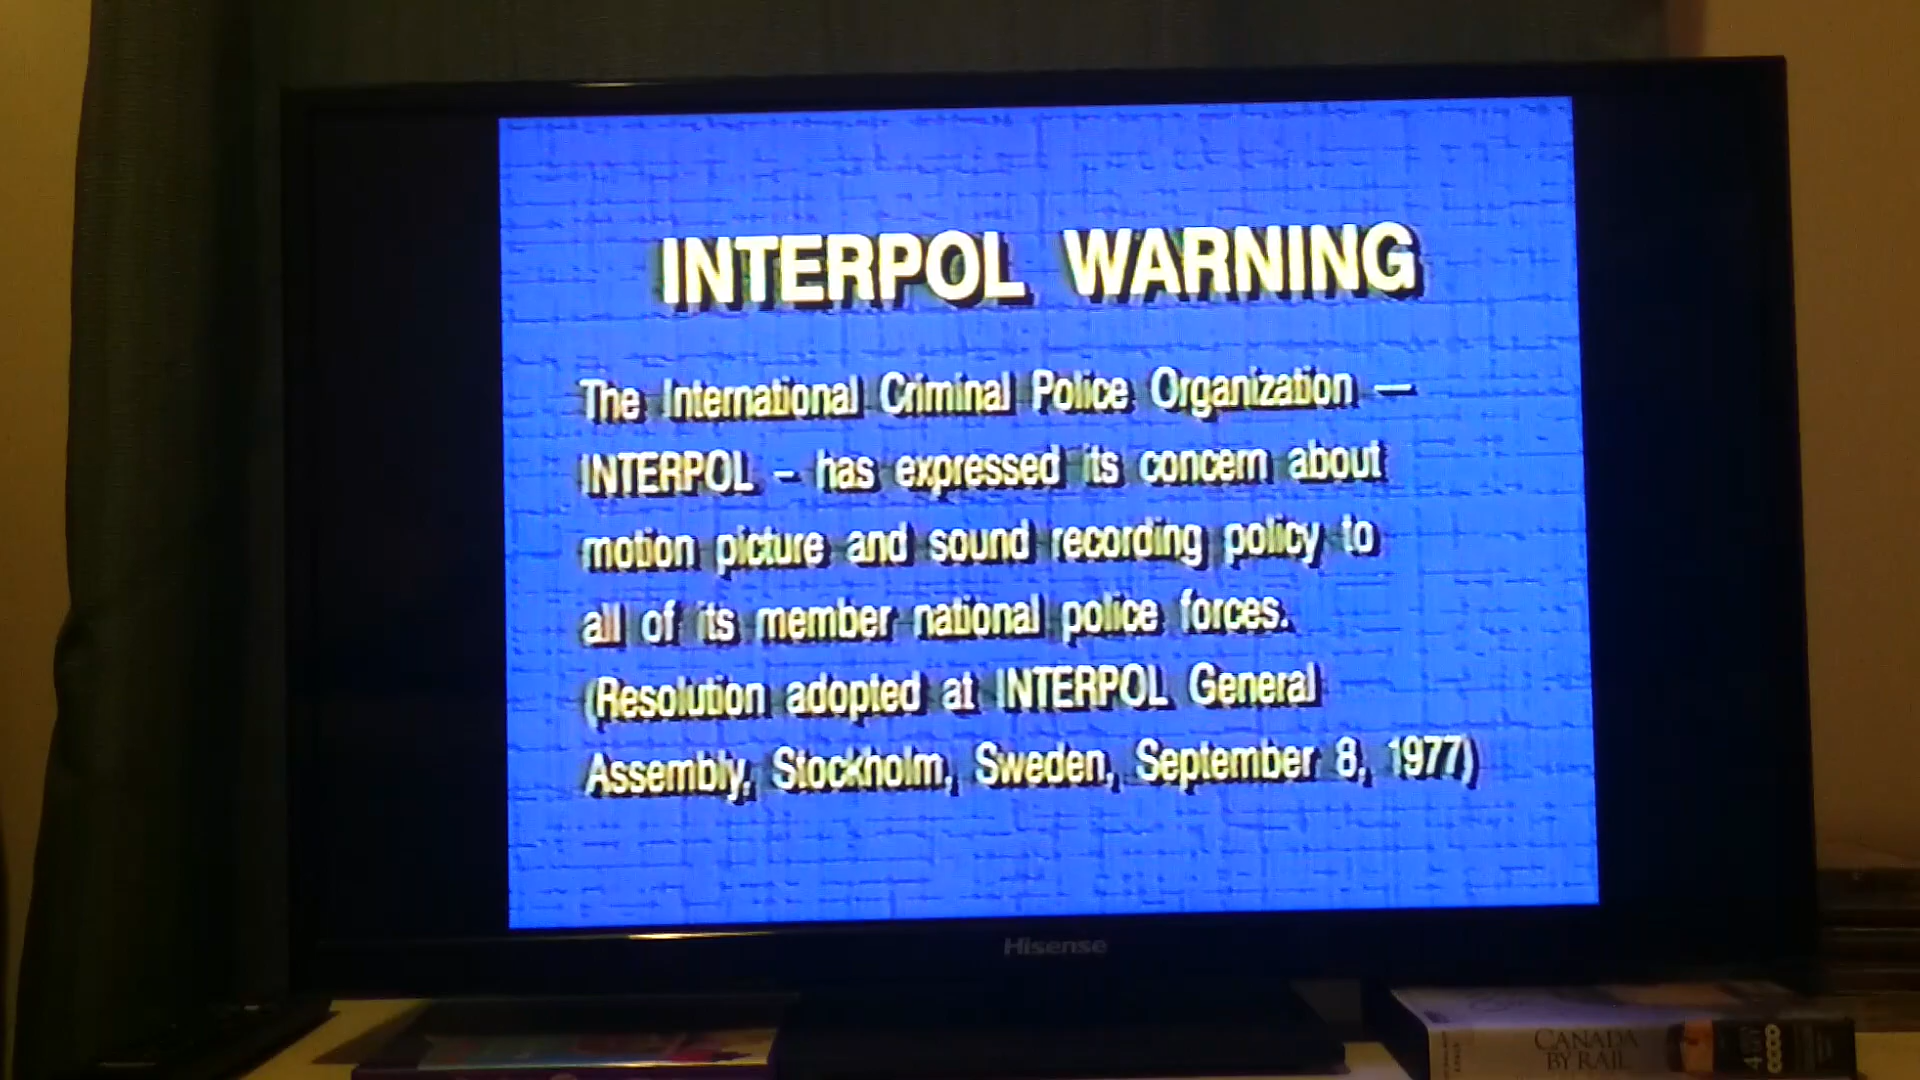 INTERPOL WARNING
The International Criminal Police Organization —
INTERPOL – has expressed its concern about
motion picture and sound recording policy to
all of its member national police forces.
(Resolution adopted at INTERPOL General
Assembly, Stockholm, Sweden, September 8, 1977)
Hisense
CANADA
BY RAIL
4